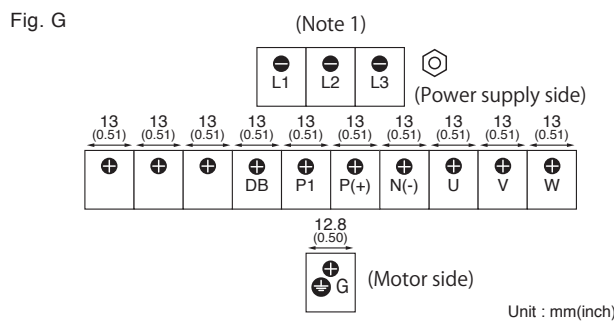 Fig. G
(Note 1)
L1 L2 L3
(Power supply side)
13 13 13 13 13 13 13 13 13 13
(0.51) (0.51) (0.51) (0.51) (0.51) (0.51) (0.51) (0.51) (0.51) (0.51)
DB P1 P(+) N(-) U V W
12.8
(0.50)
G (Motor side)
Unit : mm(inch)